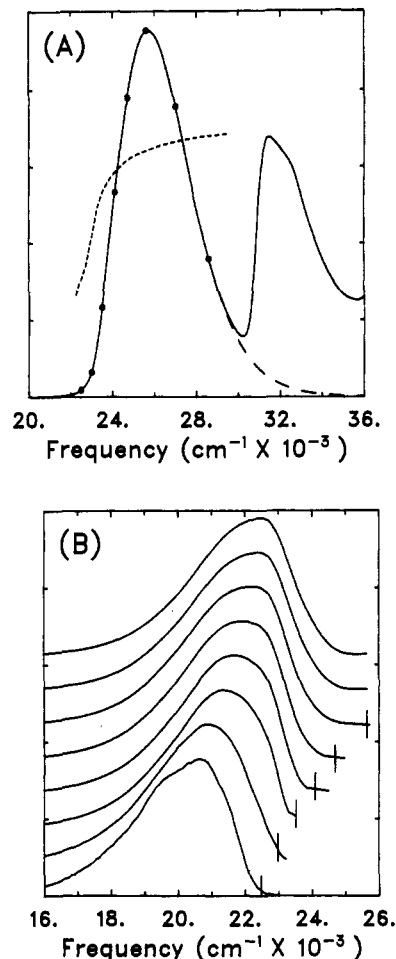 (A)
20. 24. 28. 32. 36.
Frequency (cm⁻¹ X 10⁻³)
(B)
16. 18. 20. 22. 24. 26.
Frequency (cm⁻¹ X 10⁻³)